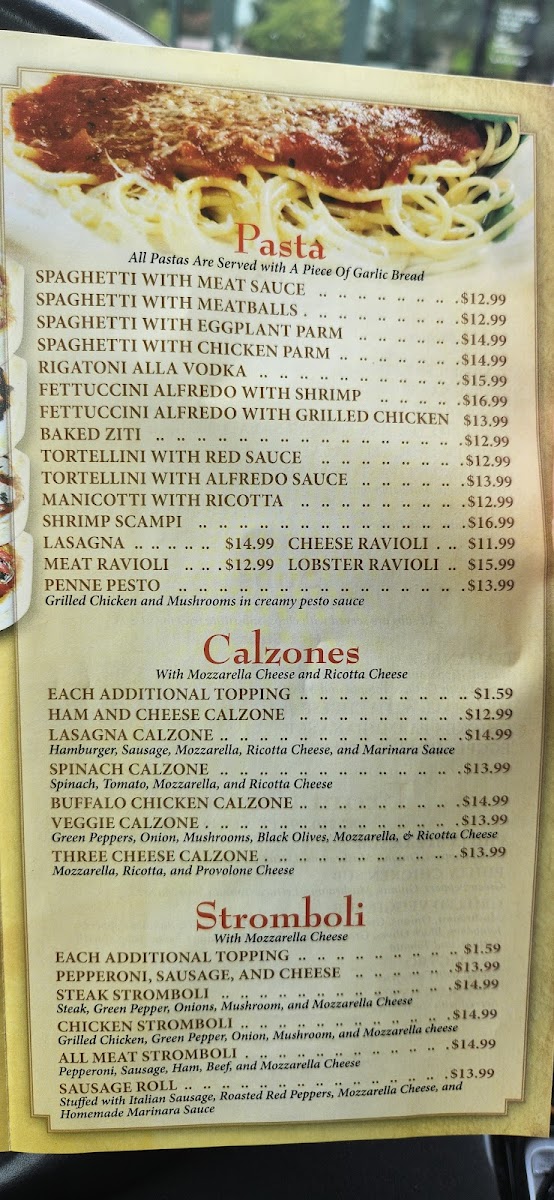 Pasta
All Pastas Are Served with A Piece Of Garlic Bread
SPAGHETTI WITH MEAT SAUCE .. .. .. .. .. .. .. . $12.99
SPAGHETTI WITH MEATBALLS . .. .. .. .. .. .. .. . $12.99
SPAGHETTI WITH EGGPLANT PARM .. .. .. .. .. . $14.99
SPAGHETTI WITH CHICKEN PARM .. .. .. .. .. .. . $14.99
RIGATONI ALLA VODKA .. .. .. .. .. .. .. .. .. .. . $15.99
FETTUCCINI ALFREDO WITH SHRIMP .. .. .. .. . $16.99
FETTUCCINI ALFREDO WITH GRILLED CHICKEN $13.99
BAKED ZITI .. .. .. .. .. .. .. .. .. .. .. .. .. .. . $12.99
TORTELLINI WITH RED SAUCE .. .. .. .. .. .. .. . $12.99
TORTELLINI WITH ALFREDO SAUCE .. .. .. .. .. . $13.99
MANICOTTI WITH RICOTTA .. .. .. .. .. .. .. .. . $12.99
SHRIMP SCAMPI .. .. .. .. .. .. .. .. .. .. .. .. . $16.99
LASAGNA .. .. .. .. .. $14.99 CHEESE RAVIOLI . .. $11.99
MEAT RAVIOLI .. .. . $12.99 LOBSTER RAVIOLI .. $15.99
PENNE PESTO .. .. .. .. .. .. .. .. .. .. .. .. .. . $13.99
Grilled Chicken and Mushrooms in creamy pesto sauce
Calzones
With Mozzarella Cheese and Ricotta Cheese
EACH ADDITIONAL TOPPING .. .. .. .. .. .. .. .. .. $1.59
HAM AND CHEESE CALZONE .. .. .. .. .. .. .. .. . $12.99
LASAGNA CALZONE .. .. .. .. .. .. .. .. .. .. .. .. . $14.99
Hamburger, Sausage, Mozzarella, Ricotta Cheese, and Marinara Sauce
SPINACH CALZONE .. .. .. .. .. .. .. .. .. .. .. .. . $13.99
Spinach, Tomato, Mozzarella, and Ricotta Cheese
BUFFALO CHICKEN CALZONE .. .. .. .. .. .. .. .. . $14.99
VEGGIE CALZONE . .. .. .. .. .. .. .. .. .. .. .. .. . $13.99
Green Peppers, Onion, Mushrooms, Black Olives, Mozzarella, & Ricotta Cheese
THREE CHEESE CALZONE . .. .. .. .. .. .. .. .. .. . $13.99
Mozzarella, Ricotta, and Provolone Cheese
Stromboli
With Mozzarella Cheese
EACH ADDITIONAL TOPPING .. .. .. .. .. .. .. .. .. $1.59
PEPPERONI, SAUSAGE, AND CHEESE .. .. .. .. .. . $13.99
STEAK STROMBOLI .. .. .. .. .. .. .. .. .. .. .. .. . $14.99
Steak, Green Pepper, Onions, Mushroom, and Mozzarella Cheese
CHICKEN STROMBOLI .. .. .. .. .. .. .. .. .. .. .. . $14.99
Grilled Chicken, Green Pepper, Onion, Mushroom, and Mozzarella cheese
ALL MEAT STROMBOLI . .. .. .. .. .. .. .. .. .. .. . $14.99
Pepperoni, Sausage, Ham, Beef, and Mozzarella Cheese
SAUSAGE ROLL .. .. .. .. .. .. .. .. .. .. .. .. .. . $13.99
Stuffed with Italian Sausage, Roasted Red Peppers, Mozzarella Cheese, and
Homemade Marinara Sauce